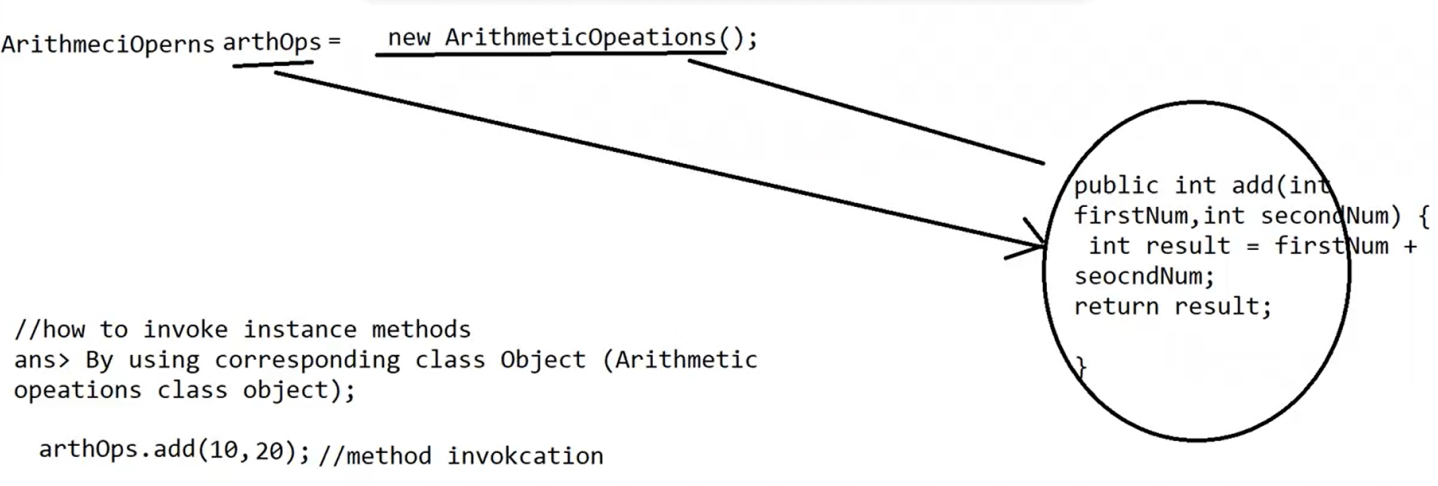 ArithmeciOperns arthOps = new ArithmeticOpeations();
public int add(int
firstNum,int secondNum) {
int result = firstNum +
seocndNum;
return result;
}
//how to invoke instance methods
ans> By using corresponding class Object (Arithmetic
opeations class object);
arthOps.add(10,20); //method invokcation